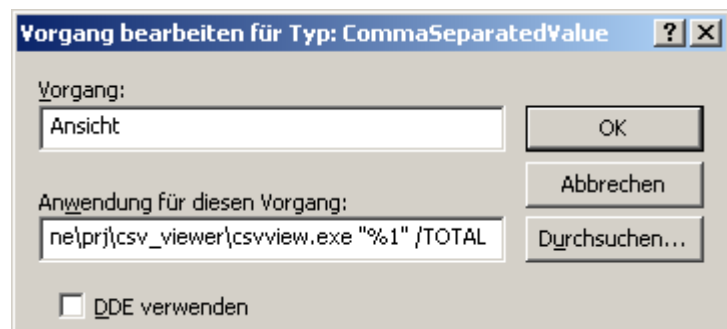 Vorgang bearbeiten für Typ: CommaSeparatedValue
Vorgang:
Ansicht
OK
Abbrechen
Anwendung für diesen Vorgang:
ne\prj\csv_viewer\csvview.exe "%1" /TOTAL
Durchsuchen...
DDE verwenden